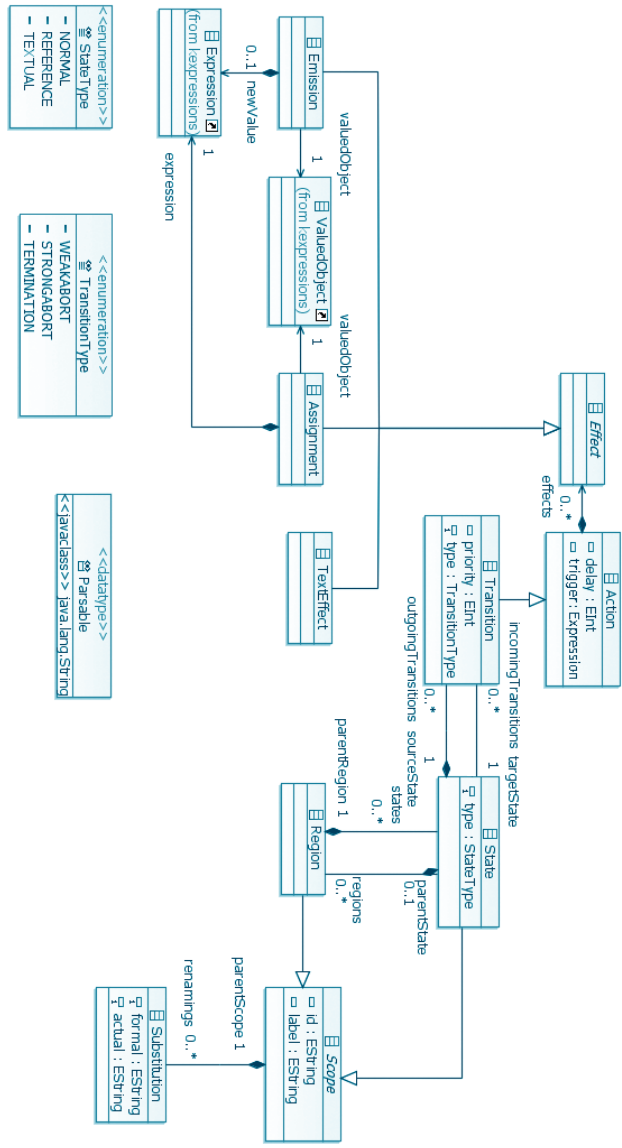 Effect
Action
delay : EInt
trigger: Expression
effects
0..*
Transition
priority : EInt
type : TransitionType
incomingTransitions targetState
0..*
1
0..*
1
outgoingTransitions sourceState
State
type : StateType
parentState
0..1
states
0..*
parentRegion 1
regions
0..*
Region
Scope
id : EString
label : EString
parentScope 1
renamings 0..*
Substitution
formal : EString
actual : EString
Emission
valuedObject
1
0..1 newValue
ValuedObject
(from kexpressions)
valuedObject
1
Assignment
TextEffect
Expression
(from kexpressions)
1
expression
<<enumeration>>
StateType
NORMAL
REFERENCE
TEXTUAL
<<enumeration>>
TransitionType
WEAKABORT
STRONGABORT
TERMINATION
<<datatype>>
Parsable
<<javaclass>> java.lang.String